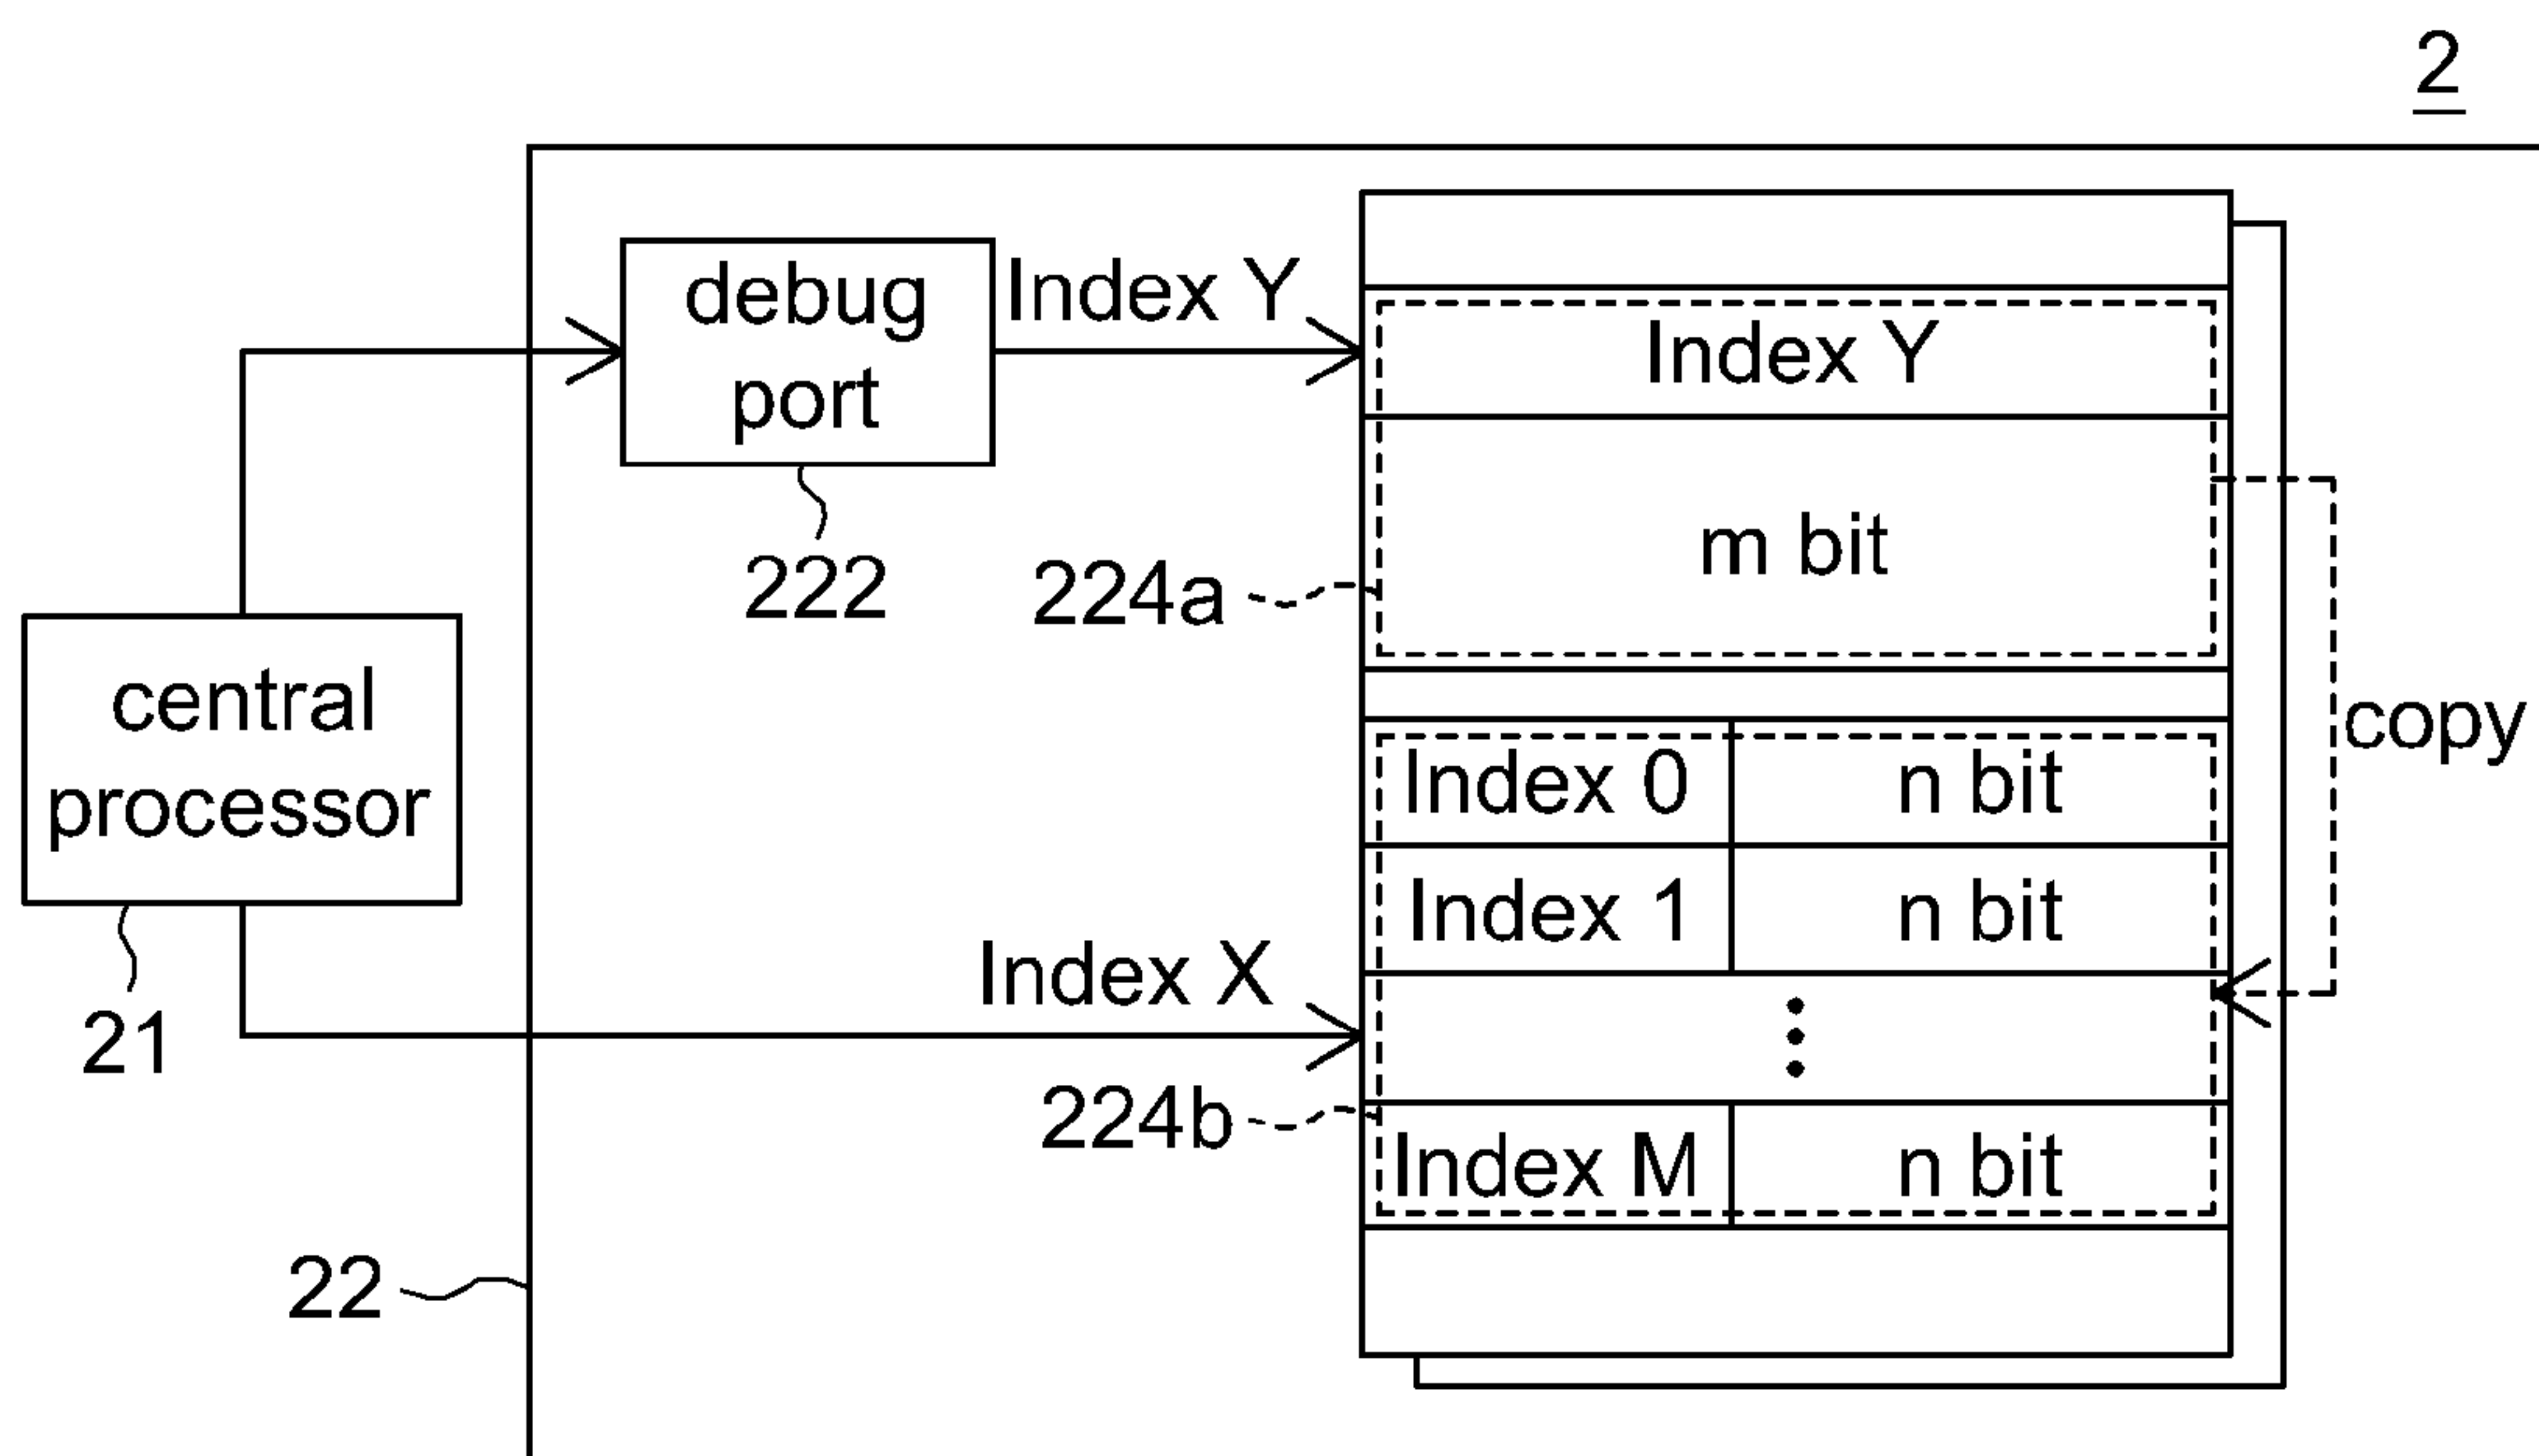 2
debug
port
Index Y
Index Y
222
m bit
224a
central
processor
copy
Index 0
n bit
Index 1
n bit
Index X
21
224b
Index M
n bit
22